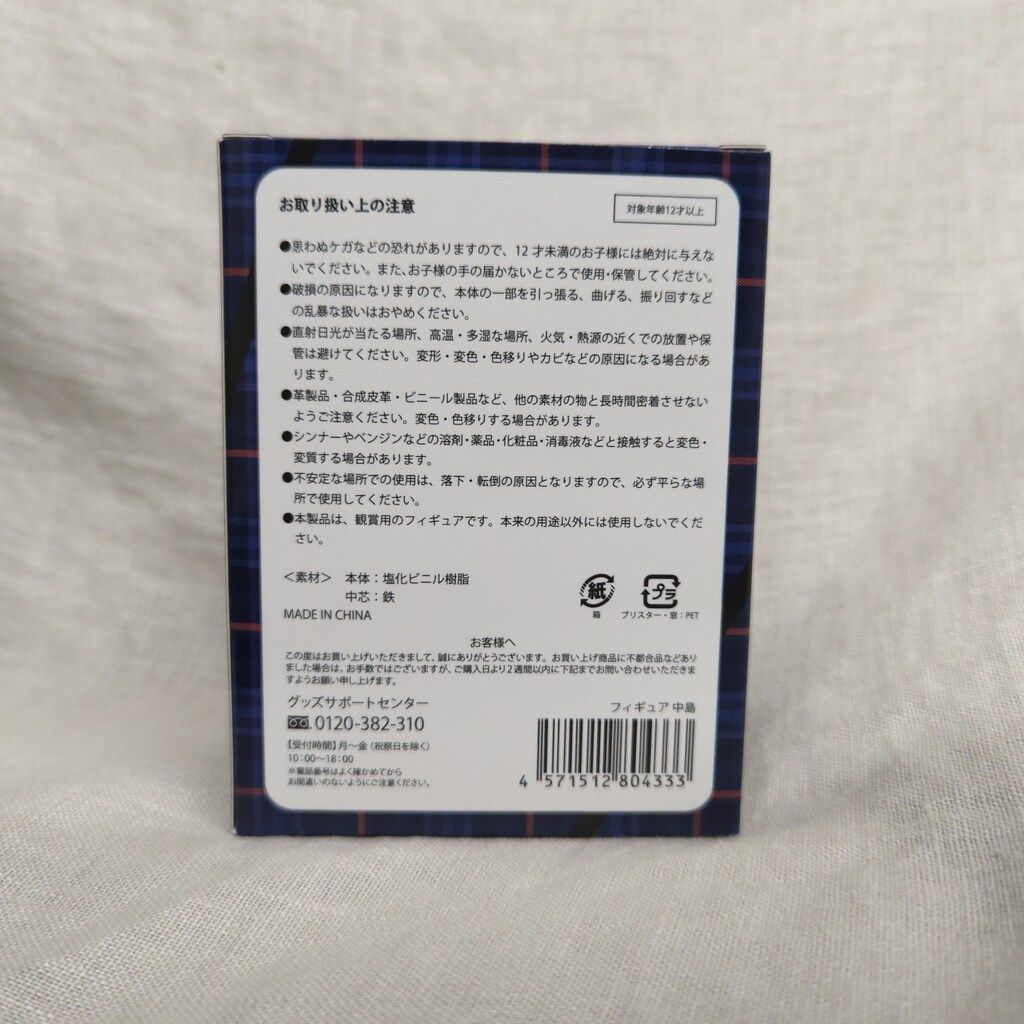 お取り扱い上の注意
対象年齢12才以上
●思わぬケガなどの恐れがありますので、12才未満のお子様には絶対に与えな
いでください。また、お子様の手の届かないところで使用・保管してください。
●破損の原因になりますので、本体の一部を引っ張る、曲げる、振り回すなど
の乱暴な扱いはおやめください。
●直射日光が当たる場所、高温・多湿な場所、火気・熱源の近くでの放置や保
管は避けてください。変形・変色・色移りやカビなどの原因になる場合があ
ります。
●革製品・合成皮革・ビニール製品など、他の素材の物と長時間密着させない
ようご注意ください。変色・色移りする場合があります。
●シンナーやベンジンなどの溶剤・薬品・化粧品・消毒液などと接触すると変色・
変質する場合があります。
●不安定な場所での使用は、落下・転倒の原因となりますので、必ず平らな場
所で使用してください。
●本製品は、観賞用のフィギュアです。本来の用途以外には使用しないでくだ
さい。
＜素材＞ 本体：塩化ビニル樹脂
中芯：鉄
MADE IN CHINA
紙
箱
プラ
ブリスター・窓：PET
お客様へ
この度はお買い上げいただきまして、誠にありがとうございます。お買い上げ商品に不都合品などあり
ました場合は、お手数ではございますが、ご購入日より2週間以内に下記までお問い合わせいただきま
すようお願い申し上げます。
グッズサポートセンター
0120-382-310
【受付時間】月～金（祝祭日を除く）
10：00～18：00
※電話番号はよく確かめてから
お間違いのないようにご注意ください。
フィギュア 中島
4 571512 804333